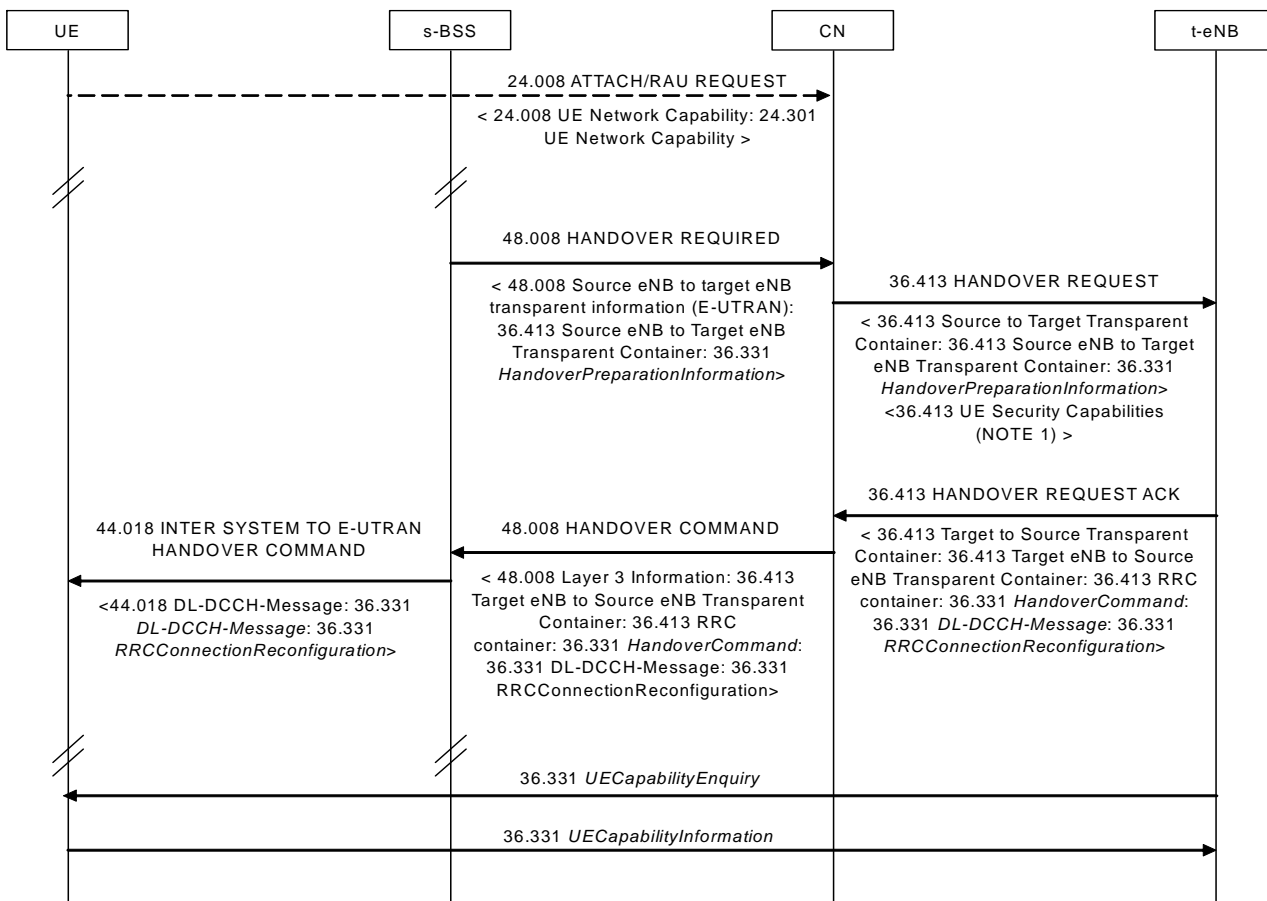 UE
s-BSS
CN
t-eNB
24.008 ATTACH/RAU REQUEST
< 24.008 UE Network Capability: 24.301
UE Network Capability >
48.008 HANDOVER REQUIRED
< 48.008 Source eNB to target eNB
transparent information (E-UTRAN):
36.413 Source eNB to Target eNB
Transparent Container: 36.331
HandoverPreparationInformation>
36.413 HANDOVER REQUEST
< 36.413 Source to Target Transparent
Container: 36.413 Source eNB to Target
eNB Transparent Container: 36.331
HandoverPreparationInformation>
<36.413 UE Security Capabilities
(NOTE 1) >
36.413 HANDOVER REQUEST ACK
< 36.413 Target to Source Transparent
Container: 36.413 Target eNB to Source
eNB Transparent Container: 36.413 RRC
container: 36.331 HandoverCommand:
36.331 DL-DCCH-Message: 36.331
RRCConnectionReconfiguration>
48.008 HANDOVER COMMAND
< 48.008 Layer 3 Information: 36.413
Target eNB to Source eNB Transparent
Container: 36.413 RRC
container: 36.331 HandoverCommand:
36.331 DL-DCCH-Message: 36.331
RRCConnectionReconfiguration>
44.018 INTER SYSTEM TO E-UTRAN
HANDOVER COMMAND
<44.018 DL-DCCH-Message: 36.331
DL-DCCH-Message: 36.331
RRCConnectionReconfiguration>
36.331 UECapabilityEnquiry
36.331 UECapabilityInformation